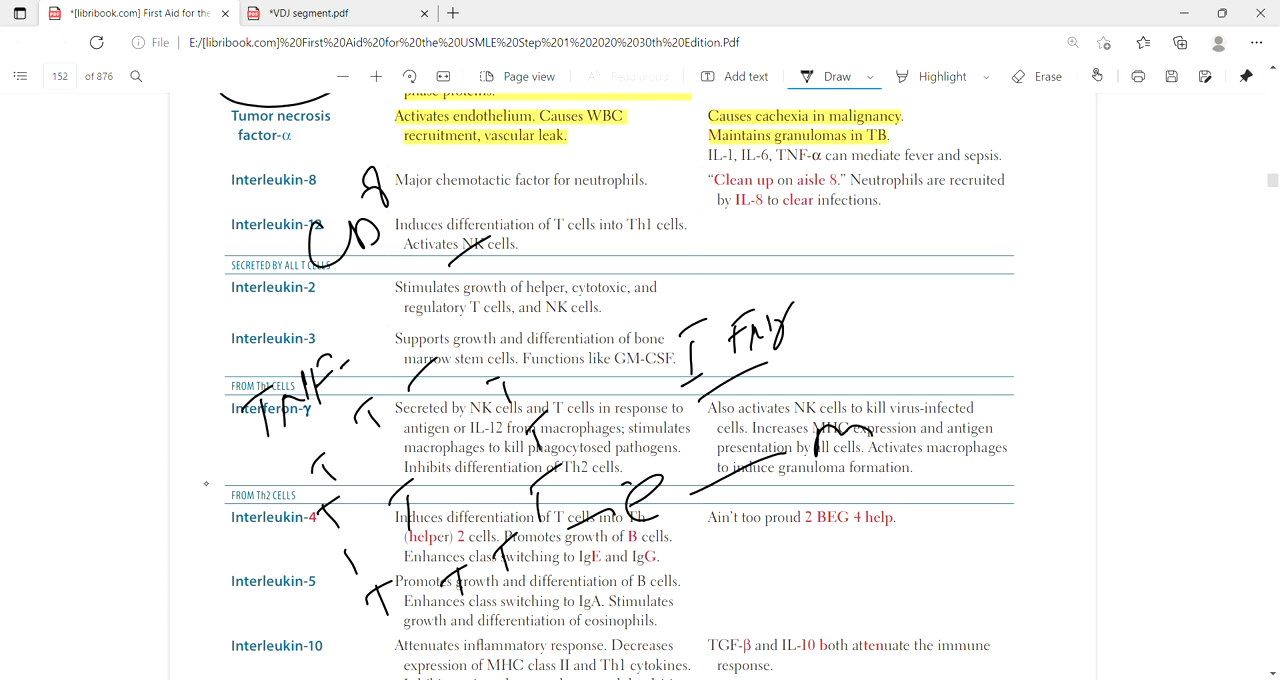 *[libribook.com] First Aid for the
*VDJ segment.pdf
File
E:/[libribook.com]%20First%20Aid%20for%20the%20USMLE%20Step%201%202020%2030th%20Edition.Pdf
152 of 876
Page view
Read aloud
Add text
Draw
Highlight
Erase
phase proteins.
Tumor necrosis factor-α
Activates endothelium. Causes WBC
recruitment, vascular leak.
Causes cachexia in malignancy.
Maintains granulomas in TB.
IL-1, IL-6, TNF-α can mediate fever and sepsis.
Interleukin-8
Major chemotactic factor for neutrophils.
“Clean up on aisle 8.” Neutrophils are recruited
by IL-8 to clear infections.
Interleukin-12
Induces differentiation of T cells into Th1 cells.
Activates NK cells.
SECRETED BY ALL T CELLS
Interleukin-2
Stimulates growth of helper, cytotoxic, and
regulatory T cells, and NK cells.
Interleukin-3
Supports growth and differentiation of bone
marrow stem cells. Functions like GM-CSF.
FROM Th1 CELLS
Interferon-γ
Secreted by NK cells and T cells in response to
antigen or IL-12 from macrophages; stimulates
macrophages to kill phagocytosed pathogens.
Inhibits differentiation of Th2 cells.
Also activates NK cells to kill virus-infected
cells. Increases MHC expression and antigen
presentation by all cells. Activates macrophages
to induce granuloma formation.
FROM Th2 CELLS
Interleukin-4
Induces differentiation of T cells into Th
(helper) 2 cells. Promotes growth of B cells.
Enhances class switching to IgE and IgG.
Ain’t too proud 2 BEG 4 help.
Interleukin-5
Promotes growth and differentiation of B cells.
Enhances class switching to IgA. Stimulates
growth and differentiation of eosinophils.
Interleukin-10
Attenuates inflammatory response. Decreases
expression of MHC class II and Th1 cytokines.
TGF-β and IL-10 both attenuate the immune
response.